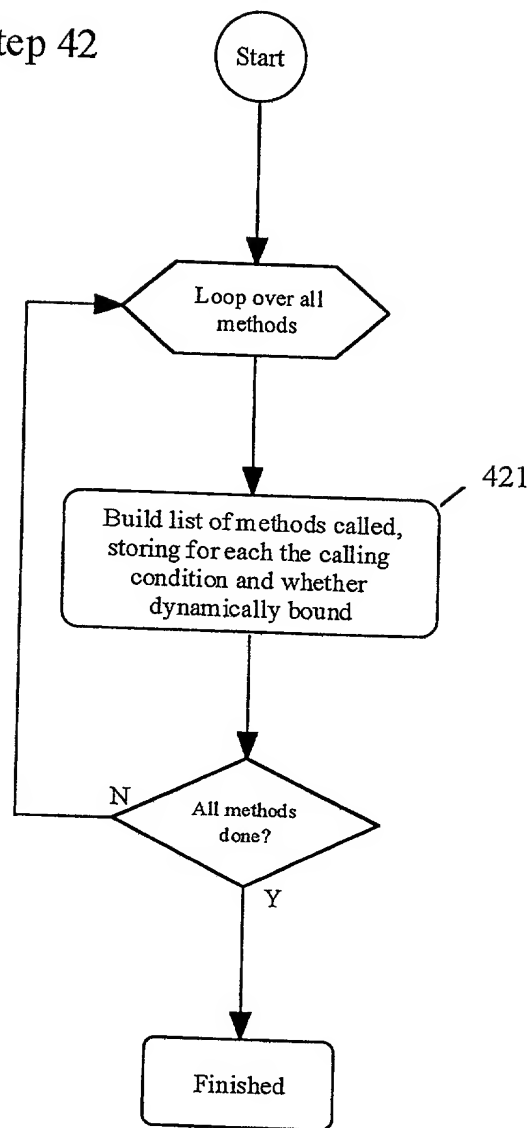 tep 42
Start
Loop over all
methods
421
Build list of methods called,
storing for each the calling
condition and whether
dynamically bound
N
All methods
done?
Y
Finished